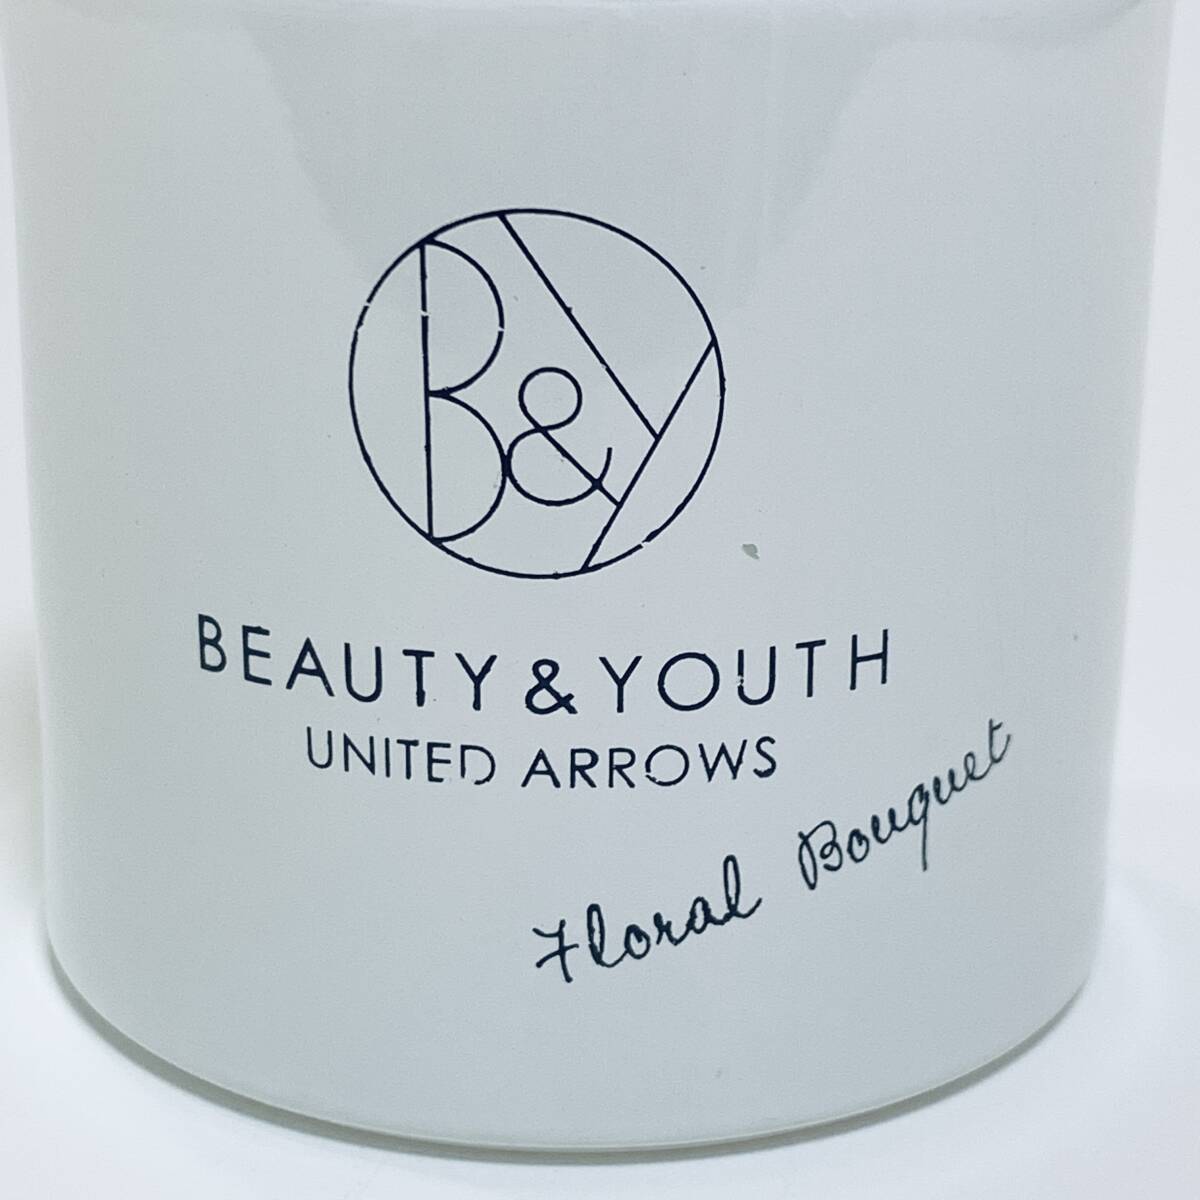 B&Y
BEAUTY & YOUTH
UNITED ARROWS
Floral Bouquet